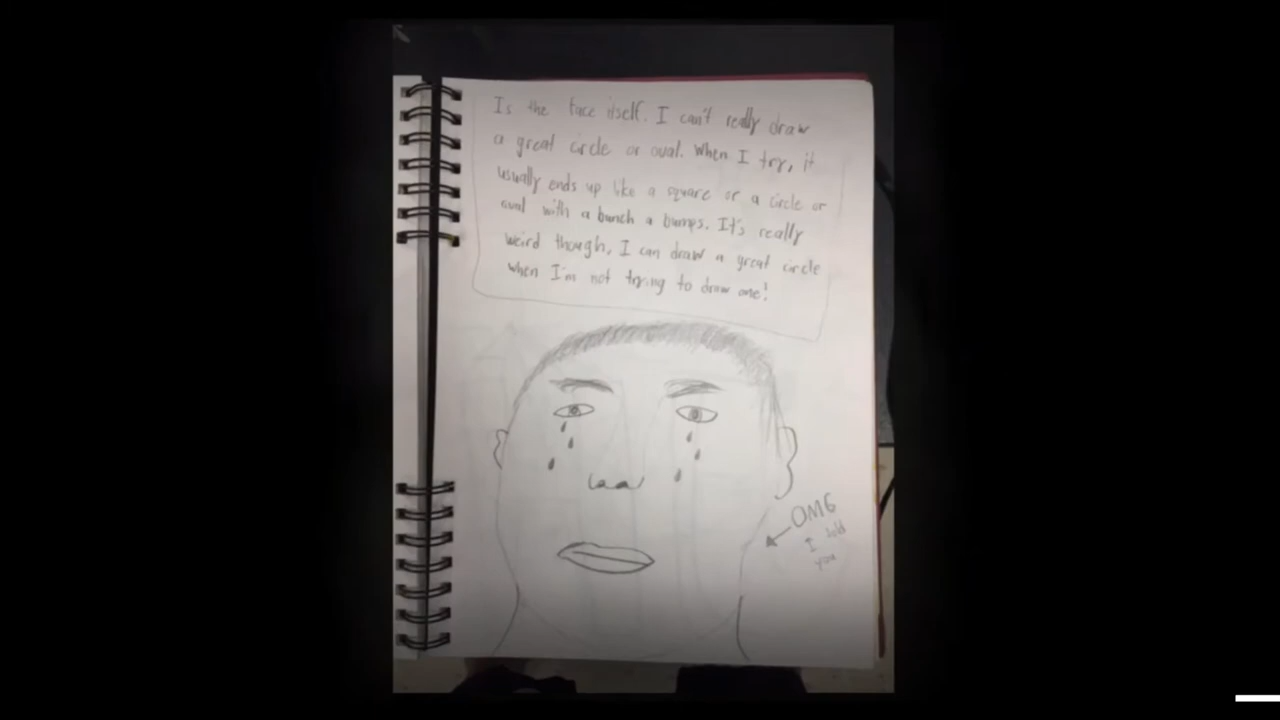 Is the face itself. I can't really draw
a great circle or oval. When I try, it
usually ends up like a square or a circle or
oval with a bunch a bumps. It's really
weird though, I can draw a great circle
when I'm not trying to draw one!
OMG
I told
you